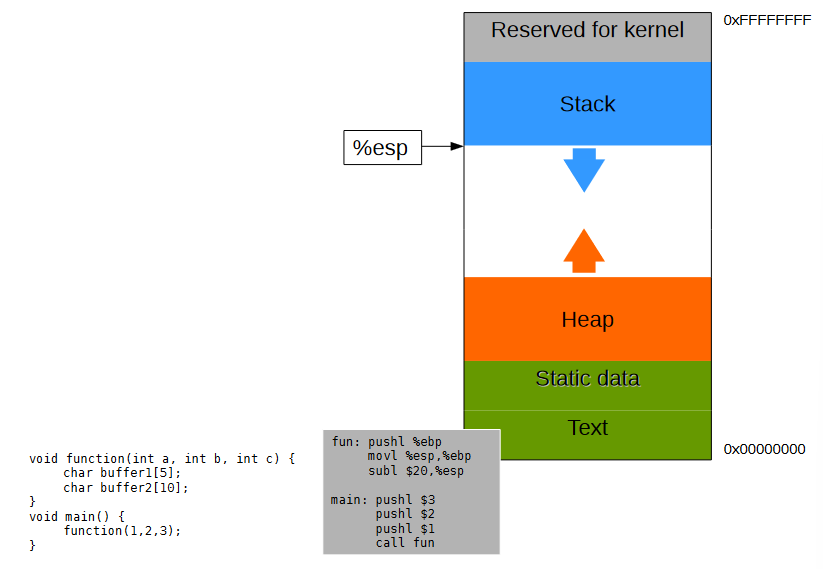 Reserved for kernel
0xFFFFFFFF
Stack
%esp
Heap
Static data
Text
0x00000000
void function(int a, int b, int c) {
char buffer1[5];
char buffer2[10];
}
void main() {
function(1,2,3);
}
fun: pushl %ebp
movl %esp,%ebp
subl $20,%esp
main: pushl $3
pushl $2
pushl $1
call fun